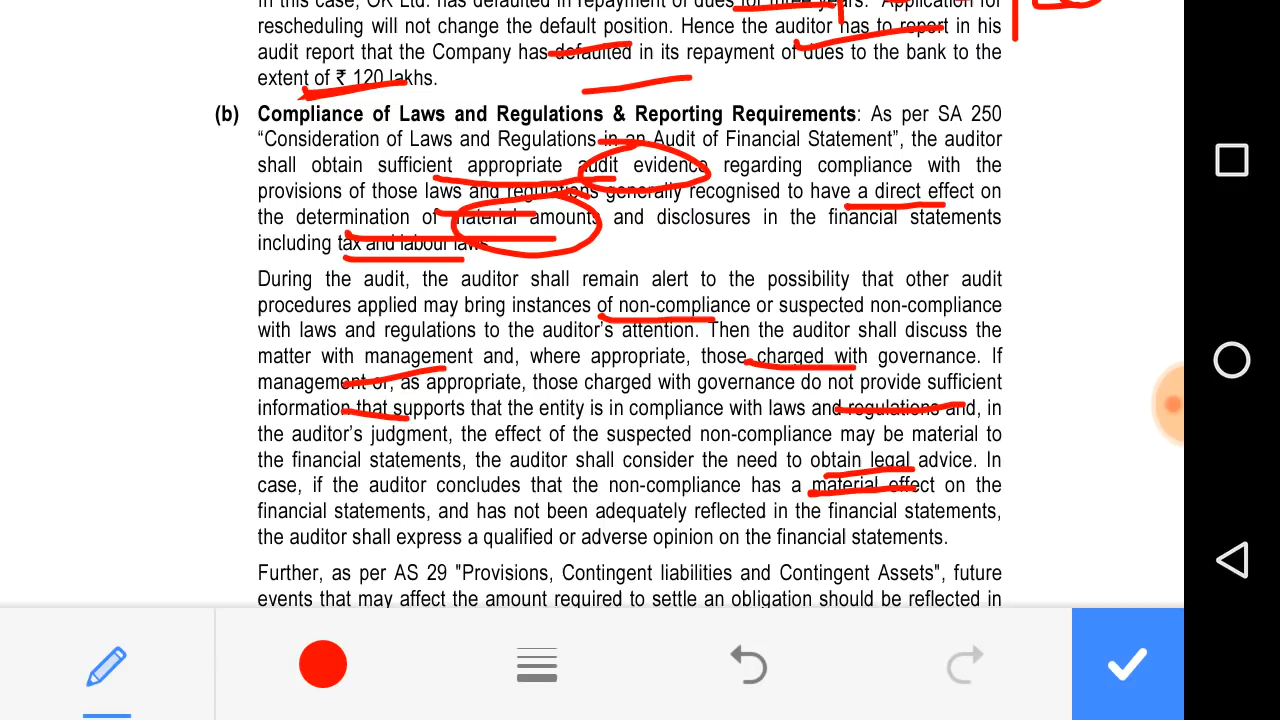 In this case, OR Ltd. has defaulted in repayment of dues for three years. Application for
rescheduling will not change the default position. Hence the auditor has to report in his
audit report that the Company has defaulted in its repayment of dues to the bank to the
extent of ₹ 120 lakhs.
(b) Compliance of Laws and Regulations & Reporting Requirements: As per SA 250
“Consideration of Laws and Regulations in an Audit of Financial Statement”, the auditor
shall obtain sufficient appropriate audit evidence regarding compliance with the
provisions of those laws and regulations generally recognised to have a direct effect on
the determination of material amounts and disclosures in the financial statements
including tax and labour laws.
During the audit, the auditor shall remain alert to the possibility that other audit
procedures applied may bring instances of non-compliance or suspected non-compliance
with laws and regulations to the auditor’s attention. Then the auditor shall discuss the
matter with management and, where appropriate, those charged with governance. If
management or, as appropriate, those charged with governance do not provide sufficient
information that supports that the entity is in compliance with laws and regulations and, in
the auditor’s judgment, the effect of the suspected non-compliance may be material to
the financial statements, the auditor shall consider the need to obtain legal advice. In
case, if the auditor concludes that the non-compliance has a material effect on the
financial statements, and has not been adequately reflected in the financial statements,
the auditor shall express a qualified or adverse opinion on the financial statements.
Further, as per AS 29 "Provisions, Contingent liabilities and Contingent Assets", future
events that may affect the amount required to settle an obligation should be reflected in